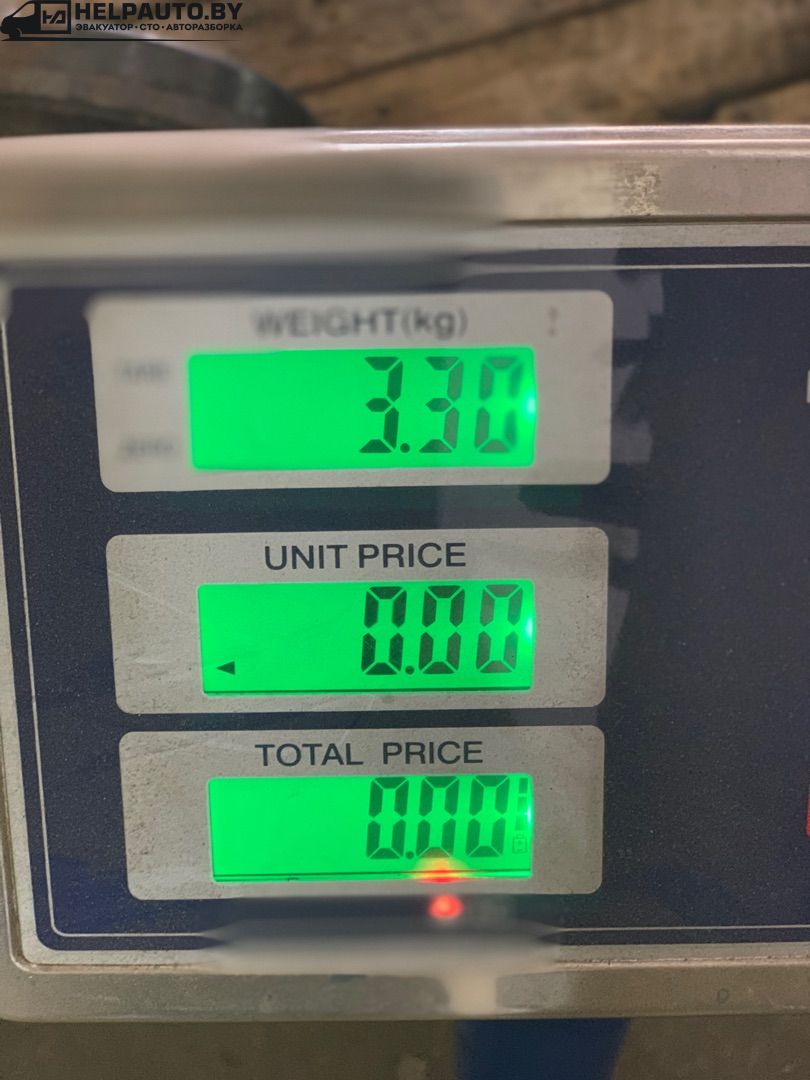 HELPAUTO.BY
ЭВАКУАТОР · СТО · АВТОРАЗБОРКА
WEIGHT(kg)
3.30
UNIT PRICE
0.00
TOTAL PRICE
0.00